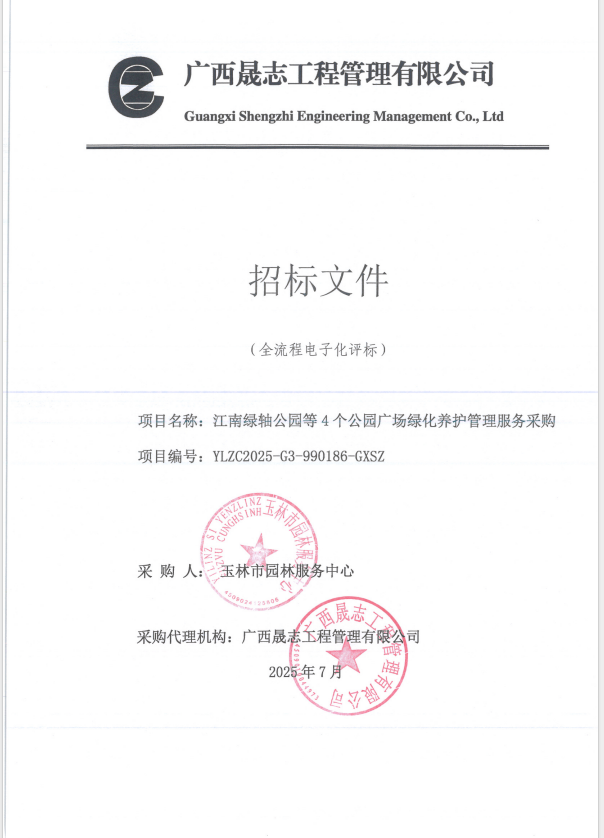 广西晟志工程管理有限公司
Guangxi Shengzhi Engineering Management Co., Ltd
招标文件
（全流程电子化评标）
项目名称：江南绿轴公园等 4 个公园广场绿化养护管理服务采购
项目编号：YLZC2025-G3-990186-GXSZ
YILINZ SI YENZLINZ
CUNGHSINH
玉林市园林服务中心
采 购 人：玉林市园林服务中心
采购代理机构：广西晟志工程管理有限公司
广西晟志工程管理有限公司
2025 年 7 月